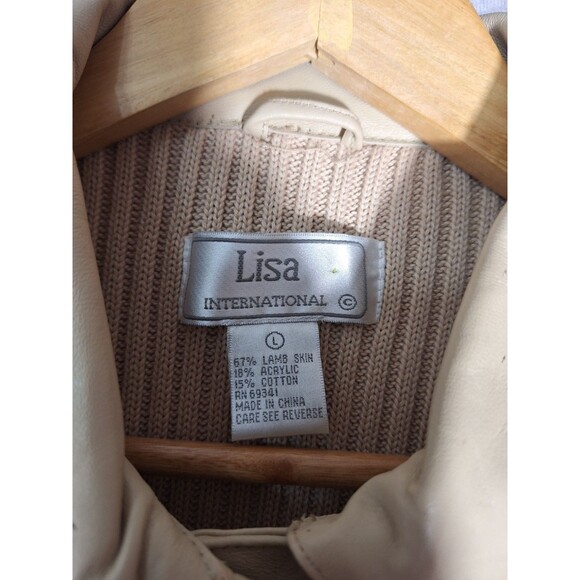 Lisa
INTERNATIONAL ©
L
67% LAMB SKIN
18% ACRYLIC
15% COTTON
RN 69341
MADE IN CHINA
CARE SEE REVERSE